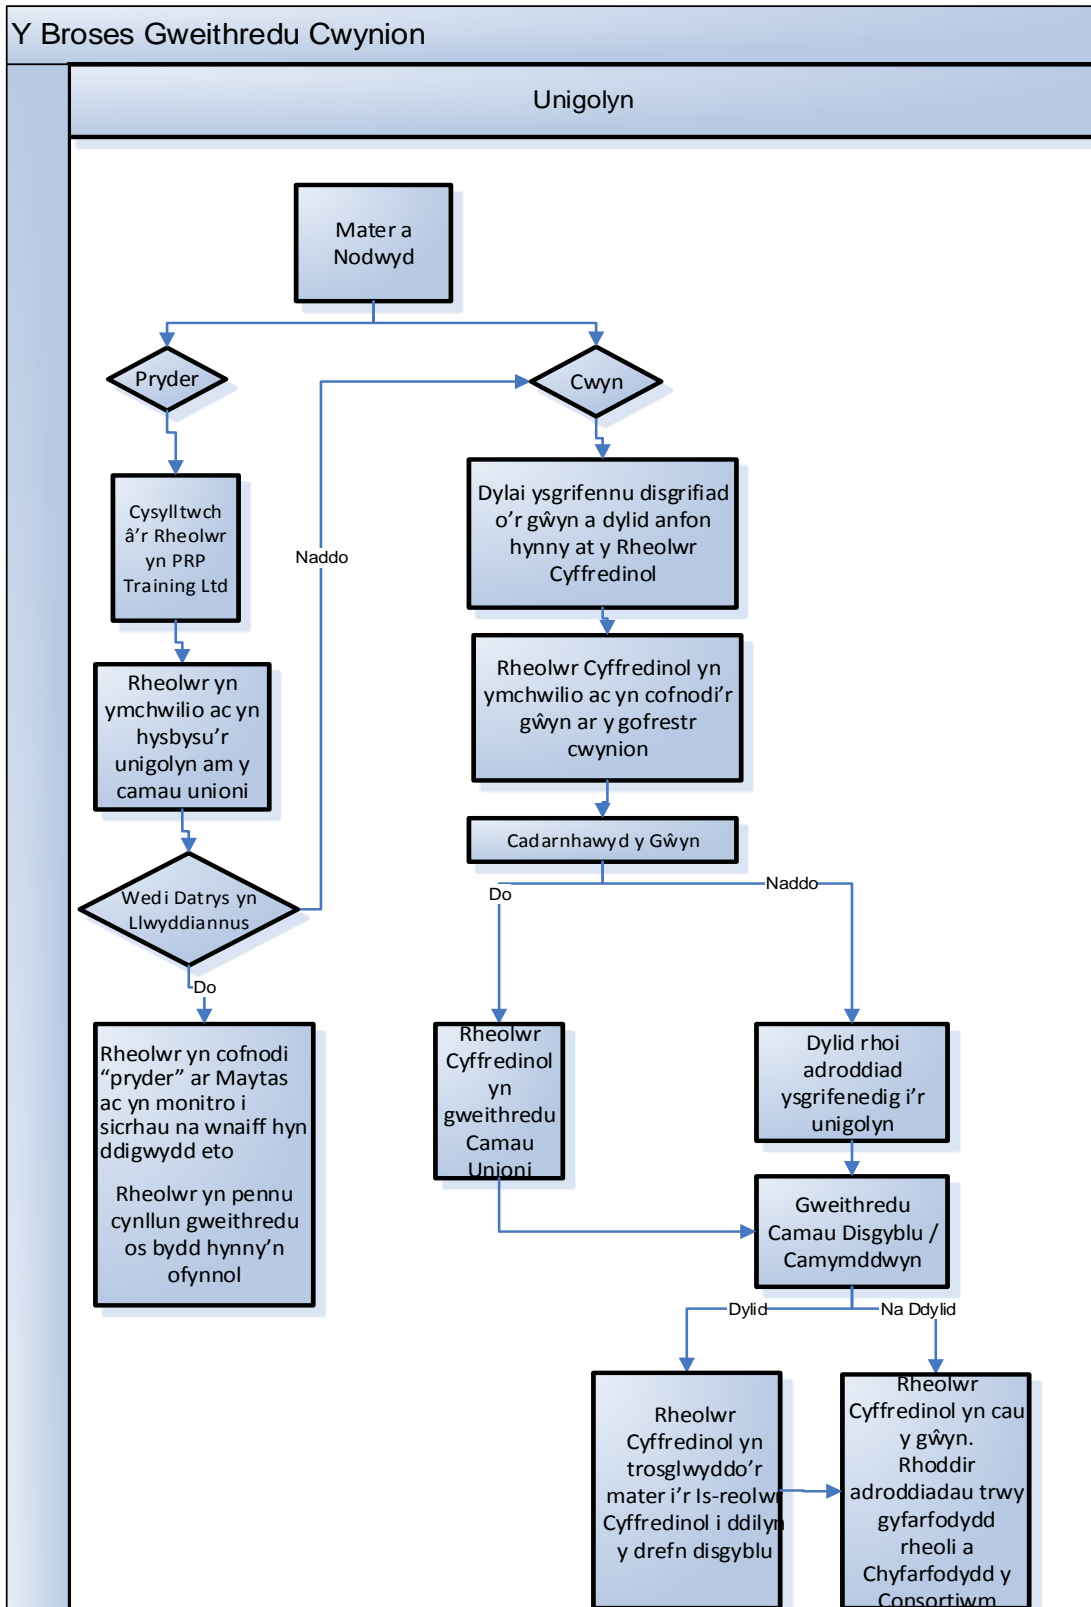 Y Broses Gweithredu Cwynion
Unigolyn
Mater a
Nodwyd
Pryder
Cwyn
Cysylltwch
â’r Rheolwr
yn PRP
Training Ltd
Naddo
Dylai ysgrifennu disgrifiad
o’r gŵyn a dylid anfon
hynny at y Rheolwr
Cyffredinol
Rheolwr yn
ymchwilio ac yn
hysbysu’r
unigolyn am y
camau unioni
Rheolwr Cyffredinol yn
ymchwilio ac yn cofnodi’r
gŵyn ar y gofrestr
cwynion
Cadarnhawyd y Gŵyn
Wedi Datrys yn
Llwyddiannus
Do
Naddo
Do
Rheolwr yn cofnodi
“pryder” ar Maytas
ac yn monitro i
sicrhau na wnaiff hyn
ddigwydd eto
Rheolwr yn pennu
cynllun gweithredu
os bydd hynny’n
ofynnol
Rheolwr
Cyffredinol
yn
gweithredu
Camau
Unioni
Dylid rhoi
adroddiad
ysgrifenedig i’r
unigolyn
Gweithredu
Camau Disgyblu /
Camymddwyn
Dylid
Na Ddylid
Rheolwr
Cyffredinol yn
trosglwyddo’r
mater i’r Is-reolwr
Cyffredinol i ddilyn
y drefn disgyblu
Rheolwr
Cyffredinol yn cau
y gŵyn.
Rhoddir
adroddiadau trwy
gyfarfodydd
rheoli a
Chyfarfodydd y
Consortiwm